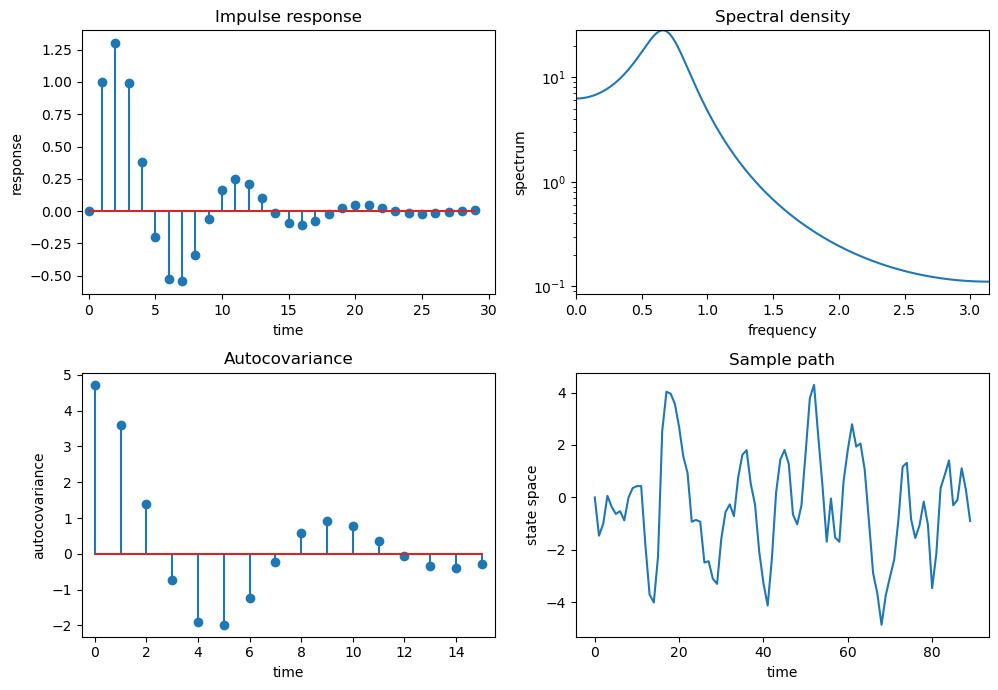 Impulse response
1.25
1.00
0.75
0.50
0.25
0.00
−0.25
−0.50
response
0 5 10 15 20 25 30
time
Spectral density
10¹
10⁰
10⁻¹
spectrum
0.0 0.5 1.0 1.5 2.0 2.5 3.0
frequency
Autocovariance
5
4
3
2
1
0
−1
−2
autocovariance
0 2 4 6 8 10 12 14
time
Sample path
4
2
0
−2
−4
state space
0 20 40 60 80
time